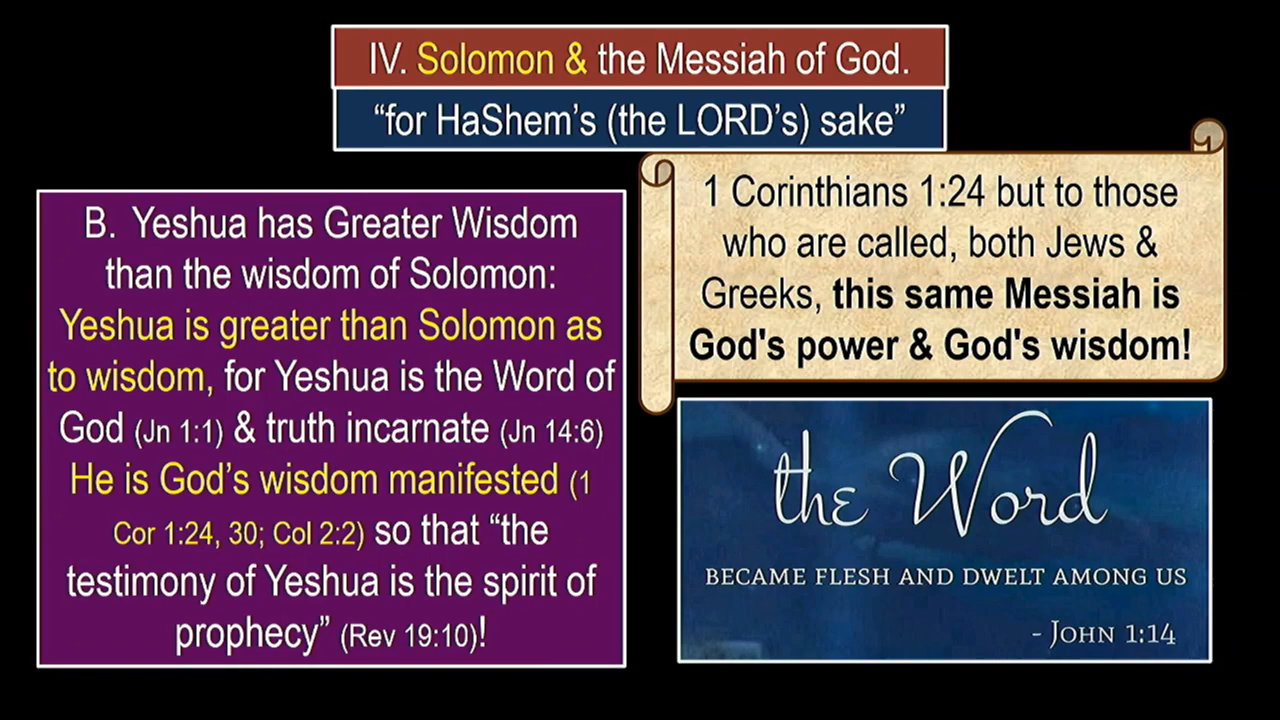 IV. Solomon & the Messiah of God.
“for HaShem’s (the LORD’s) sake”
B. Yeshua has Greater Wisdom
than the wisdom of Solomon:
Yeshua is greater than Solomon as
to wisdom, for Yeshua is the Word of
God (Jn 1:1) & truth incarnate (Jn 14:6)
He is God’s wisdom manifested (1
Cor 1:24, 30; Col 2:2) so that “the
testimony of Yeshua is the spirit of
prophecy” (Rev 19:10)!
1 Corinthians 1:24 but to those
who are called, both Jews &
Greeks, this same Messiah is
God's power & God's wisdom!
the Word
BECAME FLESH AND DWELT AMONG US
- JOHN 1:14